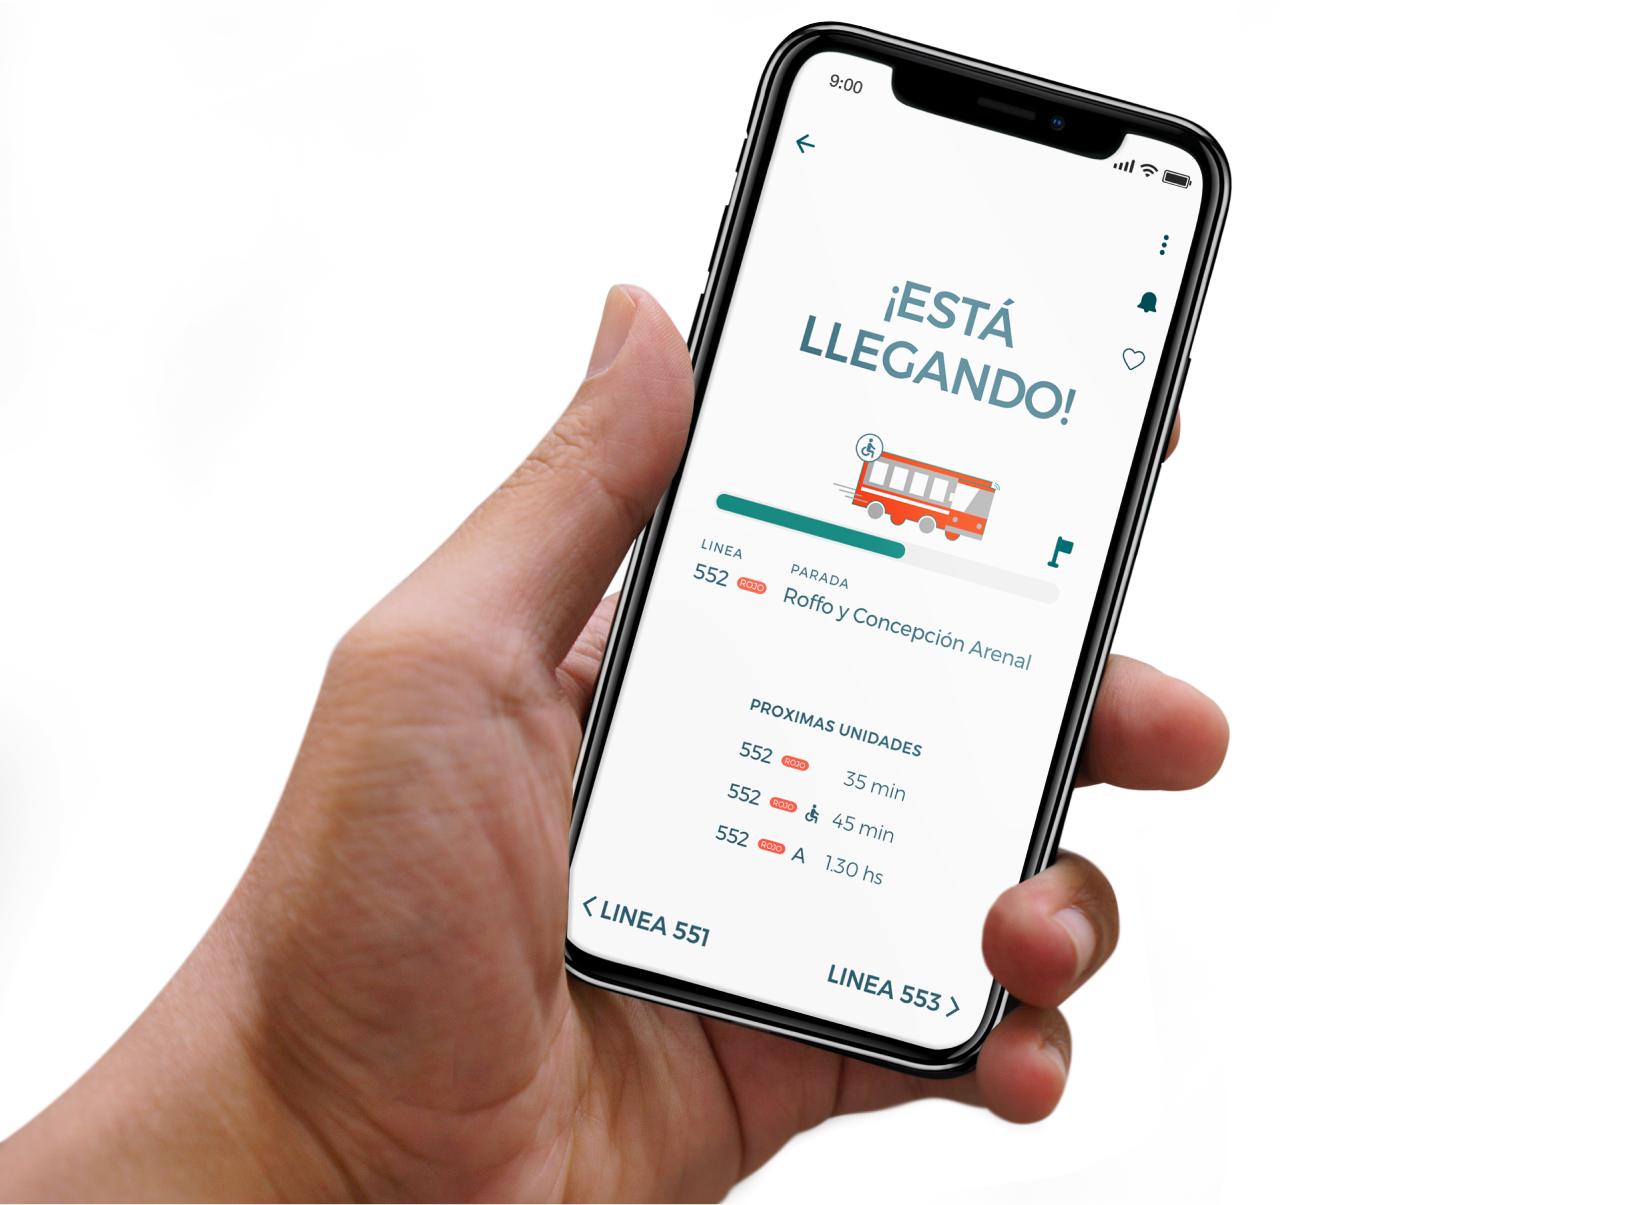 9:00
¡ESTÁ
LLEGANDO!
LINEA
552 ROJO
PARADA
Roffo y Concepción Arenal
PROXIMAS UNIDADES
552 ROJO 35 min
552 ROJO 45 min
552 ROJO A 1.30 hs
LINEA 551
LINEA 553